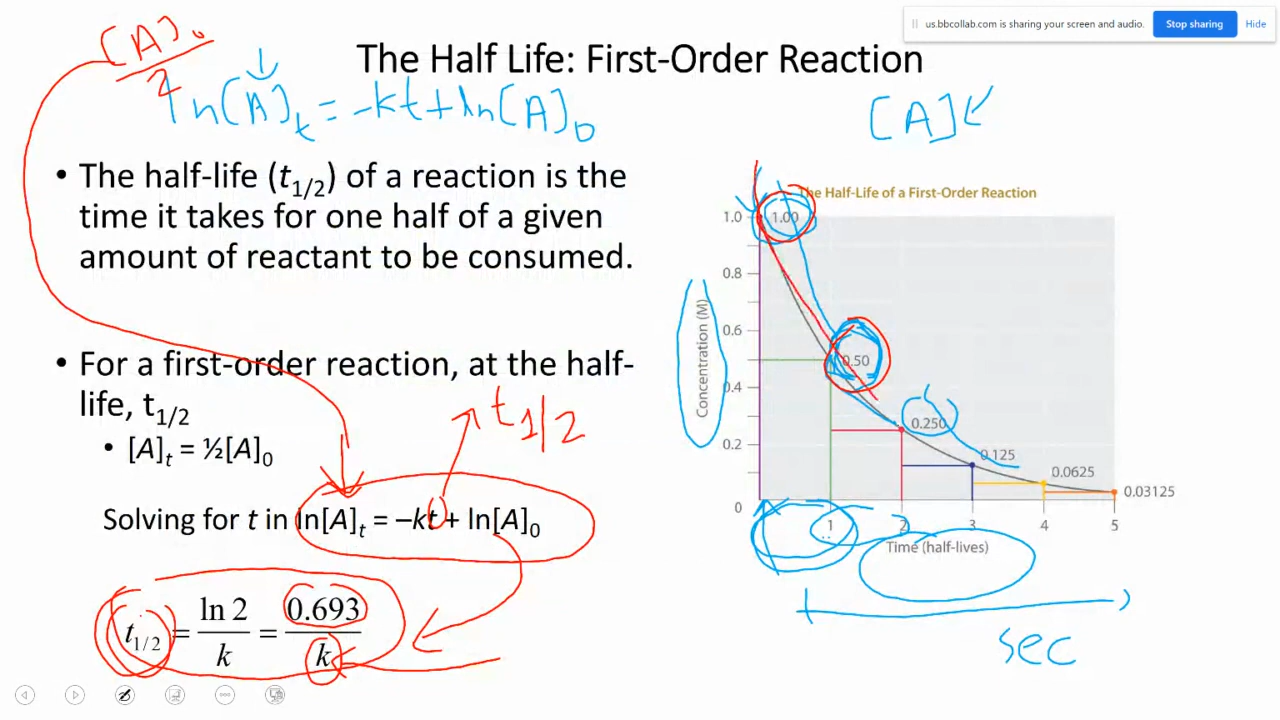 us.bbcollab.com is sharing your screen and audio. Stop sharing Hide
The Half Life: First-Order Reaction
[A]₀
2
ln[A]t = -kt + ln[A]₀
[A]
• The half-life (t1/2) of a reaction is the
time it takes for one half of a given
amount of reactant to be consumed.
• For a first-order reaction, at the half-
life, t1/2
t1/2
• [A]t = ½[A]0
Solving for t in ln[A]t = –kt + ln[A]0
t1/2 = ln 2 / k = 0.693 / k
The Half-Life of a First-Order Reaction
Concentration (M)
1.0
0.8
0.6
0.4
0.2
0
1.00
0.50
0.250
0.125
0.0625
0.03125
1 2 3 4 5
Time (half-lives)
sec